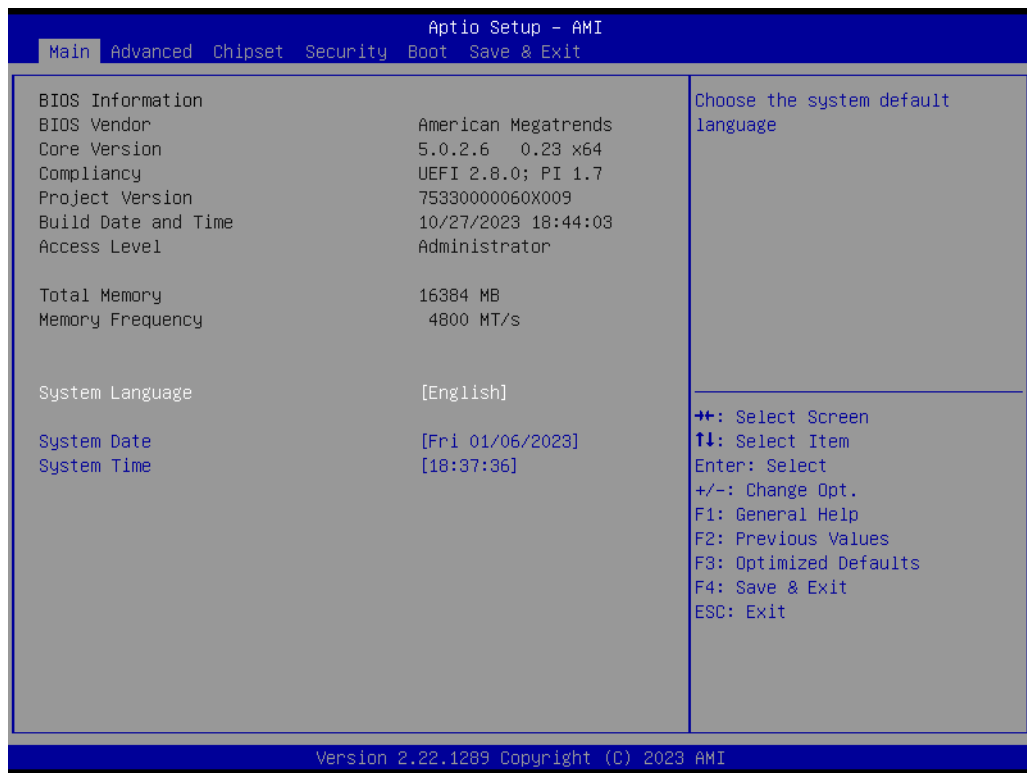 Aptio Setup – AMI
Main Advanced Chipset Security Boot Save & Exit
BIOS Information
BIOS Vendor American Megatrends
Core Version 5.0.2.6 0.23 x64
Compliancy UEFI 2.8.0; PI 1.7
Project Version 75330000060X009
Build Date and Time 10/27/2023 18:44:03
Access Level Administrator
Total Memory 16384 MB
Memory Frequency 4800 MT/s
System Language [English]
System Date [Fri 01/06/2023]
System Time [18:37:36]
Choose the system default
language
→←: Select Screen
↑↓: Select Item
Enter: Select
+/-: Change Opt.
F1: General Help
F2: Previous Values
F3: Optimized Defaults
F4: Save & Exit
ESC: Exit
Version 2.22.1289 Copyright (C) 2023 AMI